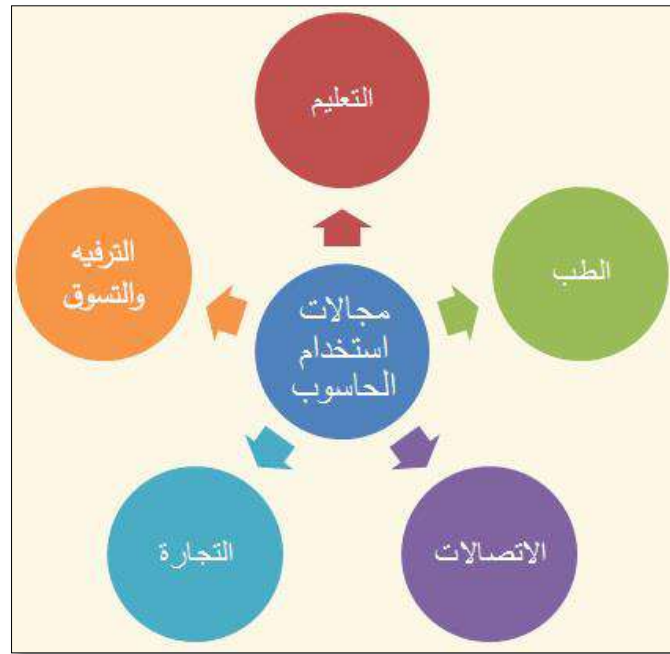 التعليم
الطب
الترفيه
والتسوق
مجالات
استخدام
الحاسوب
الاتصالات
التجارة